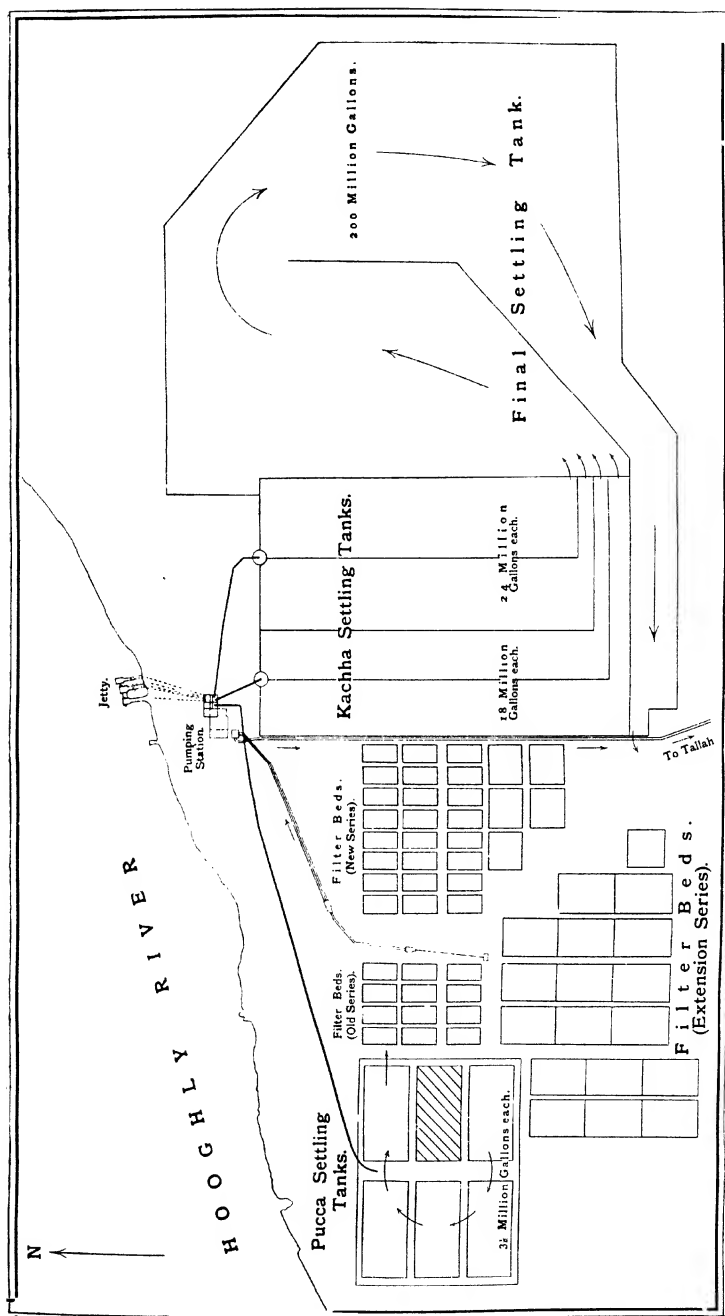 N
HOOGHLY RIVER
Jetty.
Pumping
Station.
Pucca Settling
Tanks.
Filter Beds.
(Old Series).
Filter Beds.
(New Series).
Kachha Settling Tanks.
18 Million
Gallons each.
24 Million
Gallons each.
200 Million Gallons.
Final Settling Tank.
To Tallah
3½ Million Gallons each.
Filter Beds.
(Extension Series).